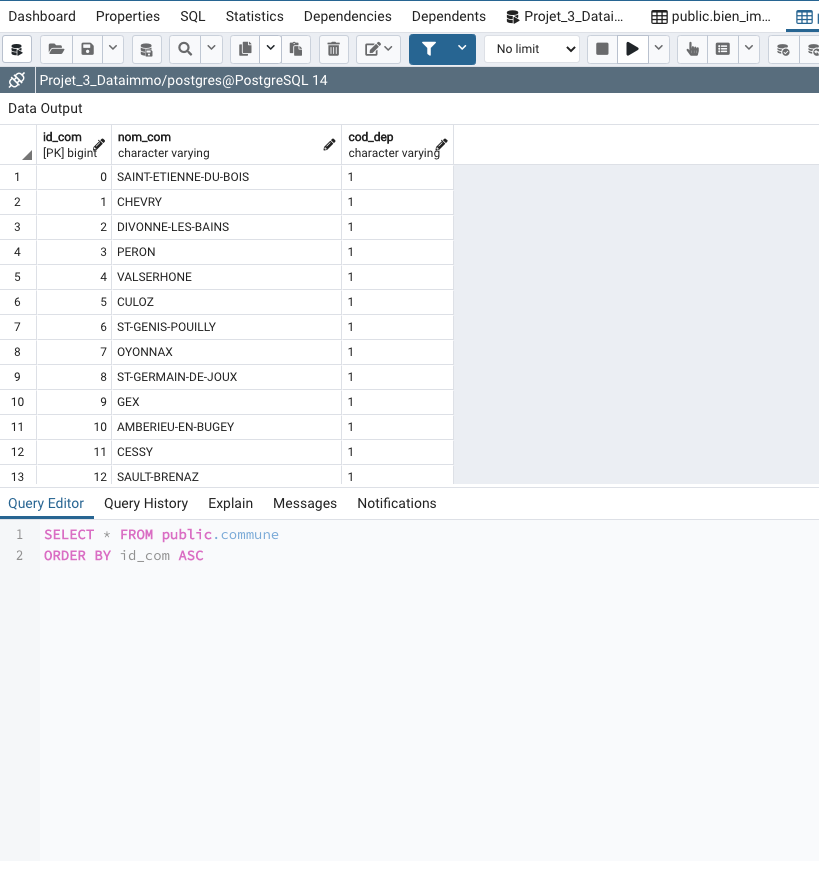 Dashboard Properties SQL Statistics Dependencies Dependents Projet_3_Datai... public.bien_im...
No limit
Projet_3_Dataimmo/postgres@PostgreSQL 14
Data Output
id_com nom_com cod_dep
[PK] bigint character varying character varying
1 0 SAINT-ETIENNE-DU-BOIS 1
2 1 CHEVRY 1
3 2 DIVONNE-LES-BAINS 1
4 3 PERON 1
5 4 VALSERHONE 1
6 5 CULOZ 1
7 6 ST-GENIS-POUILLY 1
8 7 OYONNAX 1
9 8 ST-GERMAIN-DE-JOUX 1
10 9 GEX 1
11 10 AMBERIEU-EN-BUGEY 1
12 11 CESSY 1
13 12 SAULT-BRENAZ 1
Query Editor Query History Explain Messages Notifications
1 SELECT * FROM public.commune
2 ORDER BY id_com ASC